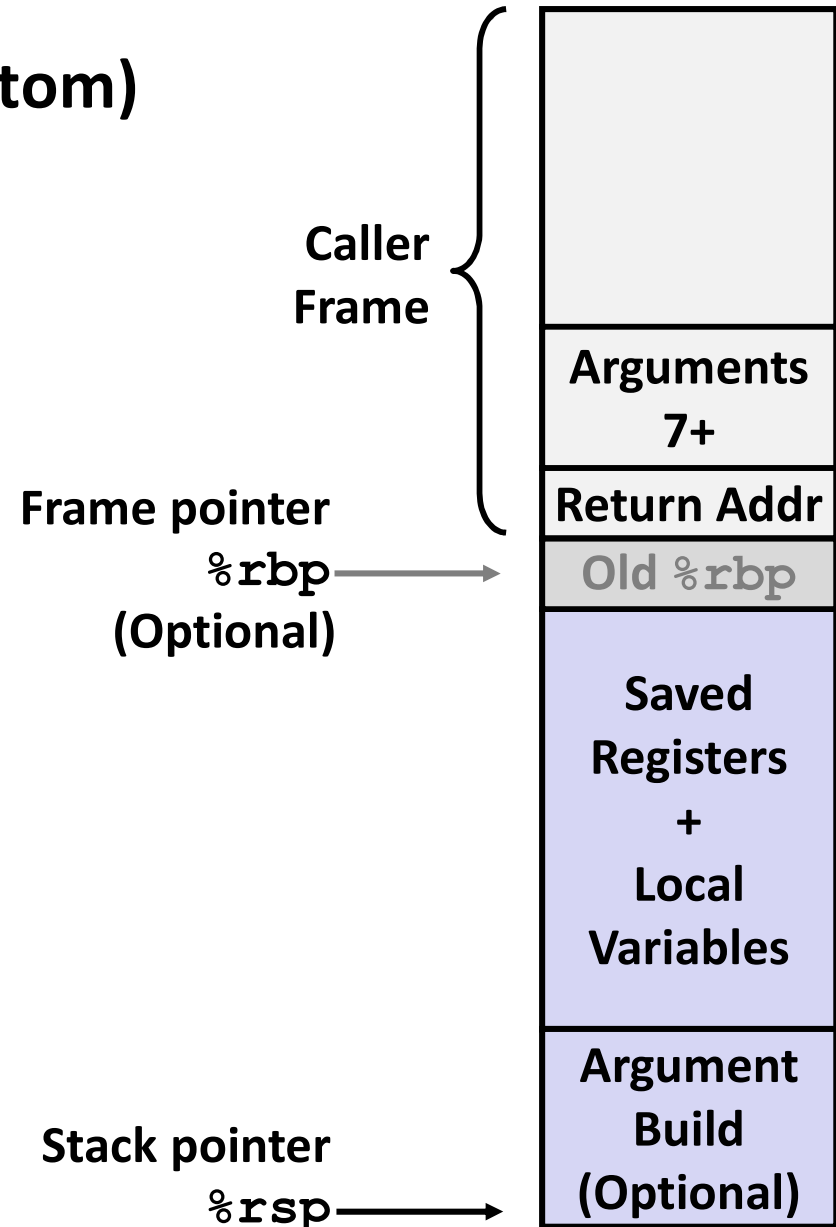 tom)
Caller
Frame
Arguments
7+
Return Addr
Frame pointer
%rbp
(Optional)
Old %rbp
Saved
Registers
+
Local
Variables
Argument
Build
(Optional)
Stack pointer
%rsp